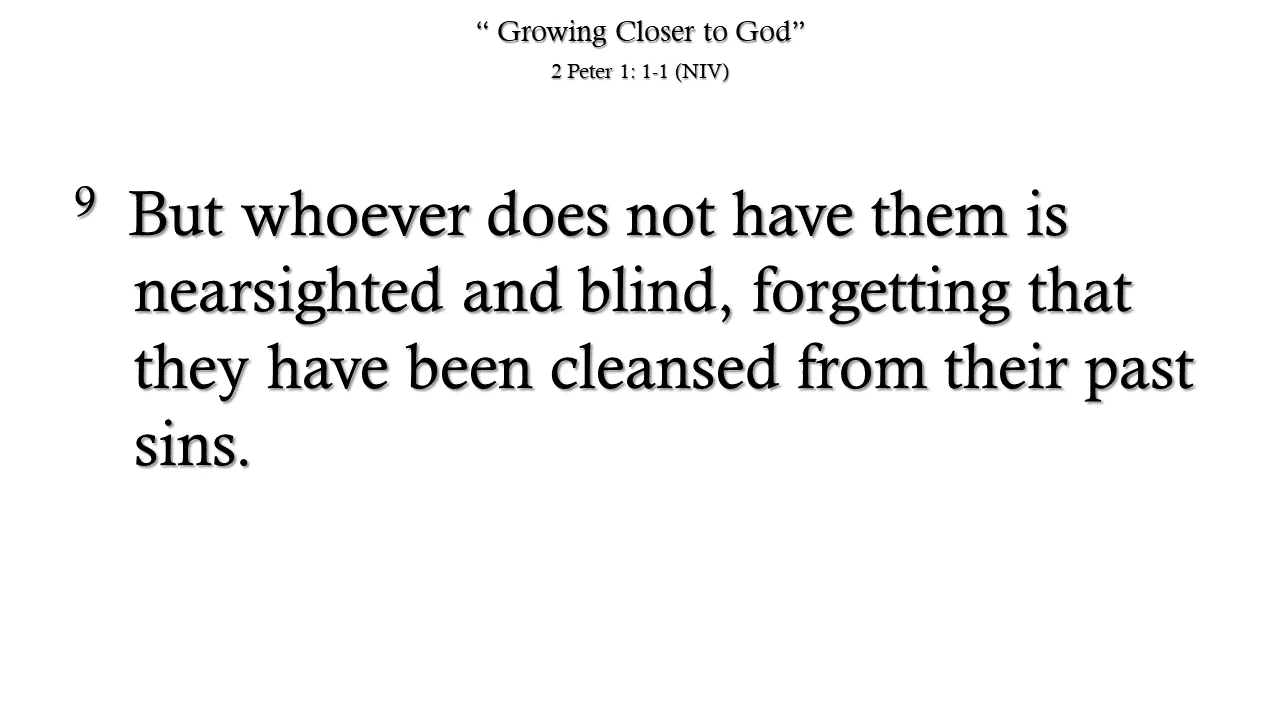 “ Growing Closer to God”
2 Peter 1: 1-1 (NIV)
9 But whoever does not have them is
nearsighted and blind, forgetting that
they have been cleansed from their past
sins.